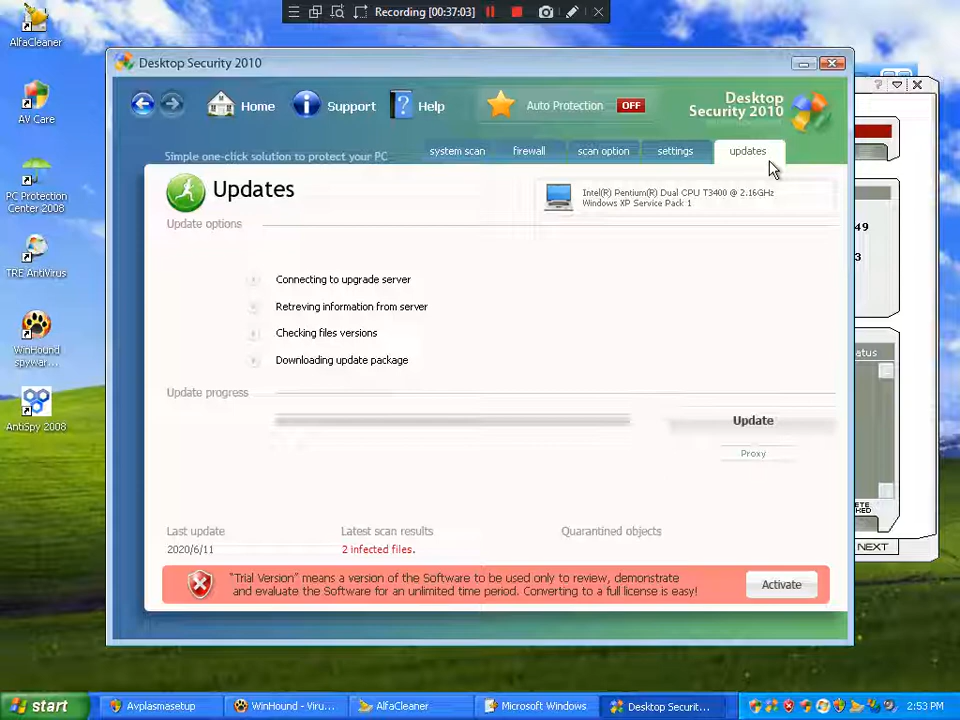 Recording [00:37:03]
AlfaCleaner
AV Care
PC Protection
Center 2008
TRE AntiVirus
WinHound
spywar...
AntiSpy 2008
Desktop Security 2010
Home
Support
Help
Auto Protection OFF
Desktop
Security 2010
Simple one-click solution to protect your PC
system scan
firewall
scan option
settings
updates
Updates
Intel(R) Pentium(R) Dual CPU T3400 @ 2.16GHz
Windows XP Service Pack 1
Update options
Connecting to upgrade server
Retreving information from server
Checking files versions
Downloading update package
Update progress
Update
Proxy
Last update
2020/6/11
Latest scan results
2 infected files.
Quarantined objects
"Trial Version" means a version of the Software to be used only to review, demonstrate
and evaluate the Software for an unlimited time period. Converting to a full license is easy!
Activate
49
3
atus
NEXT
start
Avplasmasetup
WinHound - Viru...
AlfaCleaner
Microsoft Windows
Desktop Securit...
2:53 PM